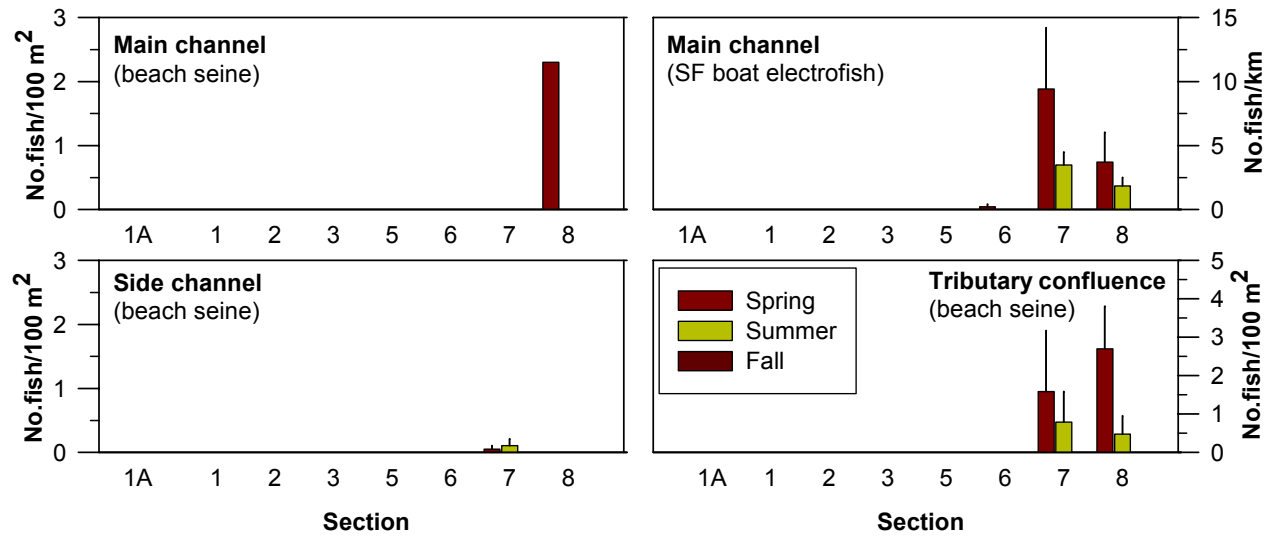 Main channel
(beach seine)
No.fish/100 m²
3
2
1
0
1A 1 2 3 5 6 7 8
Main channel
(SF boat electrofish)
No.fish/km
15
10
5
0
1A 1 2 3 5 6 7 8
Side channel
(beach seine)
No.fish/100 m²
3
2
1
0
1A 1 2 3 5 6 7 8
Section
Spring
Summer
Fall
Tributary confluence
(beach seine)
No.fish/100 m²
5
4
3
2
1
0
1A 1 2 3 5 6 7 8
Section